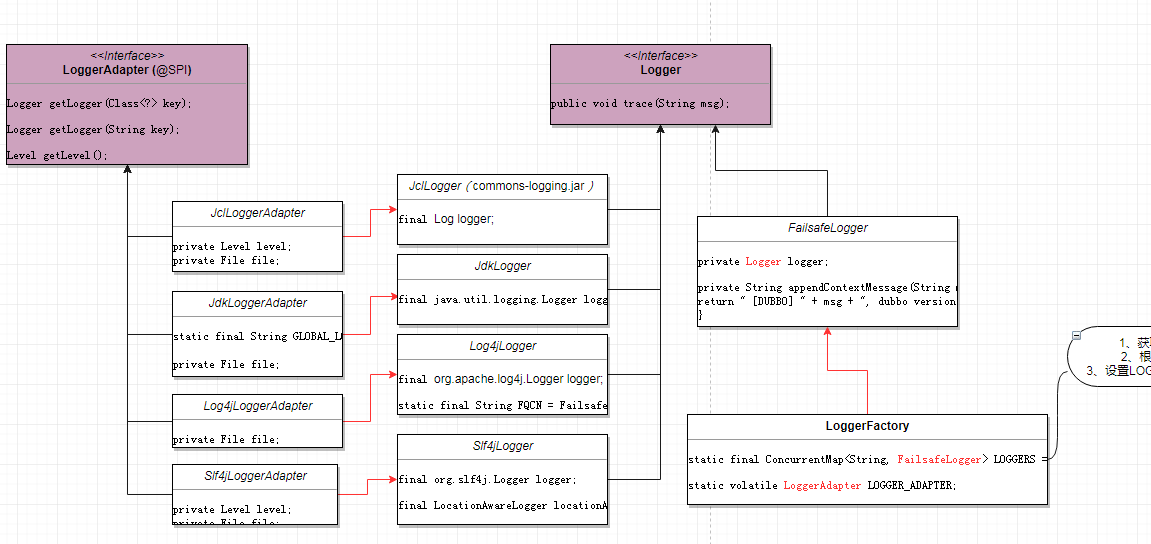 <<Interface>>
LoggerAdapter (@SPI)
Logger getLogger(Class<?> key);
Logger getLogger(String key);
Level getLevel();
<<Interface>>
Logger
public void trace(String msg);
JclLoggerAdapter
private Level level;
private File file;
JclLogger (´commons-logging.jar )
final Log logger;
JdkLoggerAdapter
static final String GLOBAL_L
private File file;
JdkLogger
final java.util.logging.Logger logg
Log4jLoggerAdapter
private File file;
Log4jLogger
final org.apache.log4j.Logger logger;
static final String FQCN = Failsafe
Slf4jLoggerAdapter
private Level level;
private File file;
Slf4jLogger
final org.slf4j.Logger logger;
final LocationAwareLogger locationA
FailsafeLogger
private Logger logger;
private String appendContextMessage(String
return " [DUBBO] " + msg + ", dubbo version
}
LoggerFactory
static final ConcurrentMap<String, FailsafeLogger> LOGGERS =
static volatile LoggerAdapter LOGGER_ADAPTER;
1、获
2、根
3、设置LOG